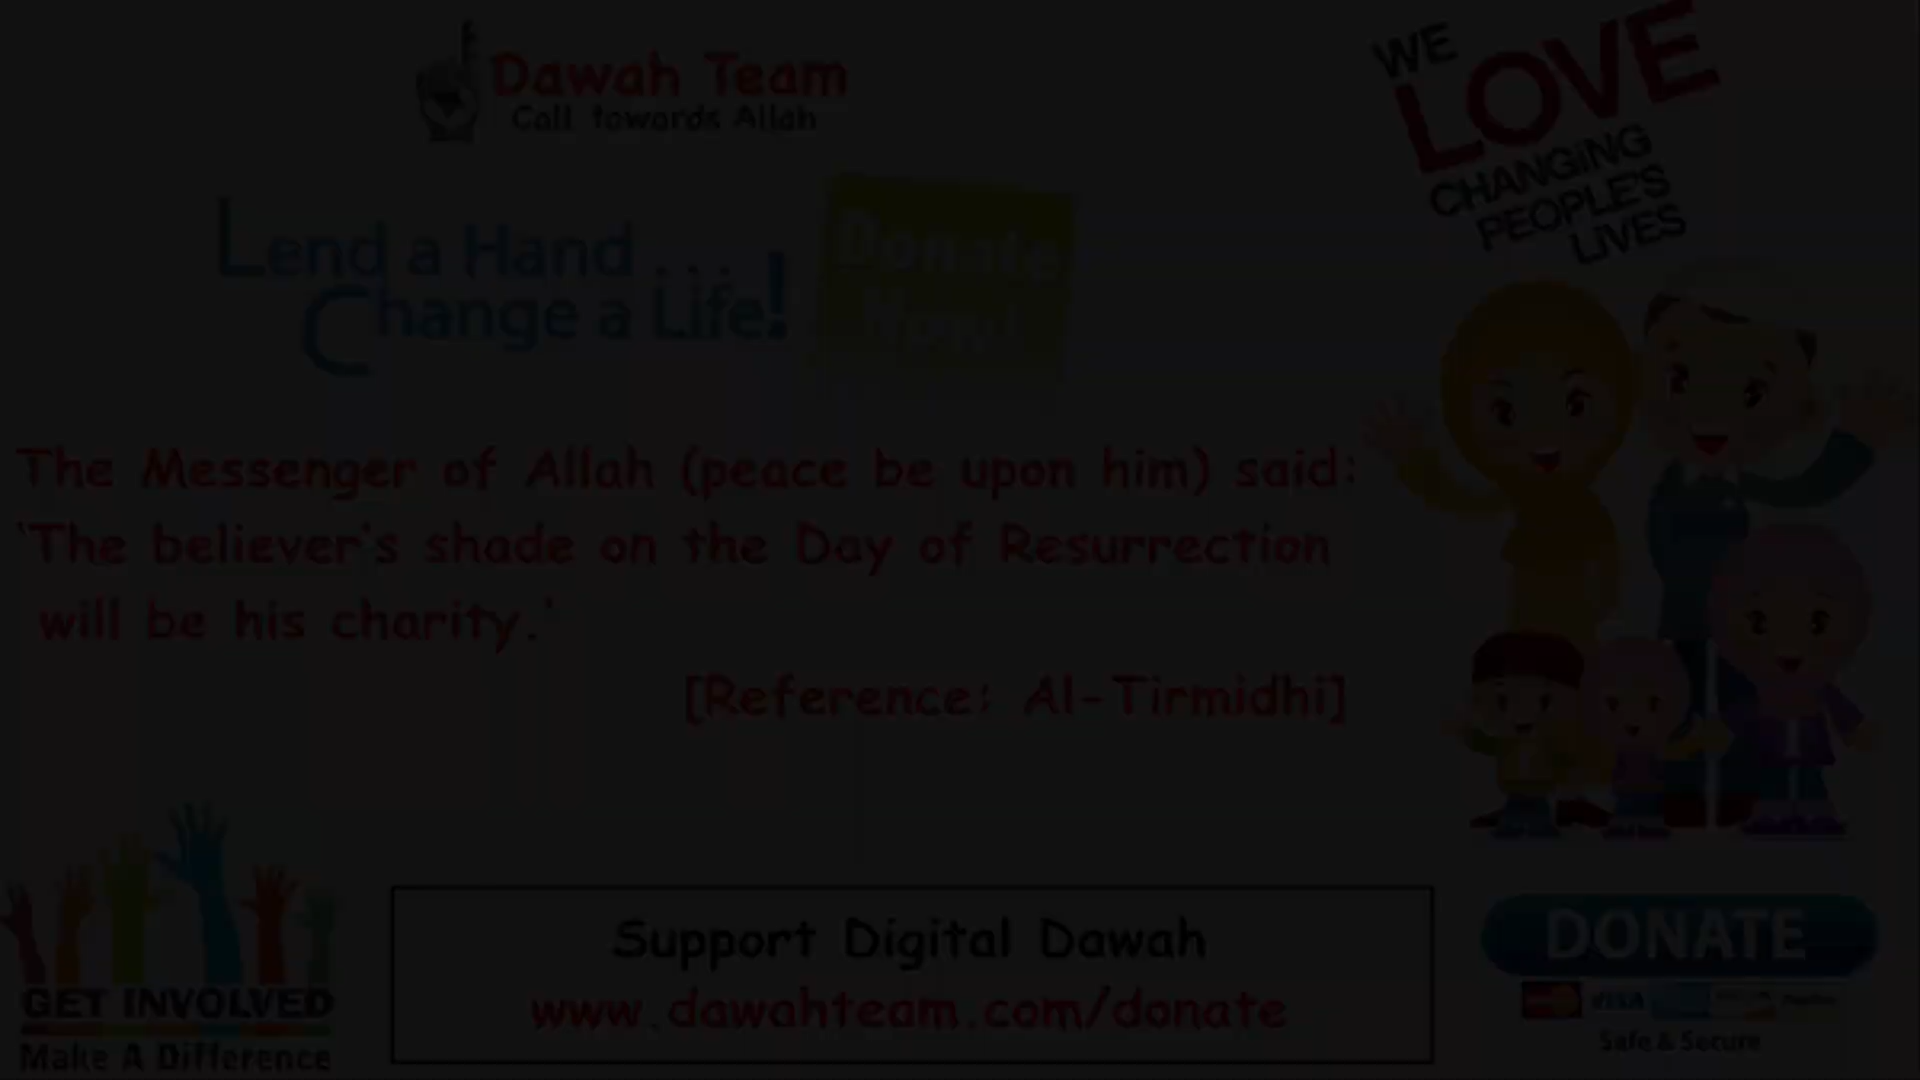 Dawah Team
Call towards Allah
WE
LOVE
CHANGING
PEOPLE'S
LIVES
Lend a Hand
Change a Life!
Donate
Now!
The Messenger of Allah (peace be upon him) said:
'The believer's shade on the Day of Resurrection
will be his charity.'
[Reference: Al-Tirmidhi]
GET INVOLVED
Make A Difference
Support Digital Dawah
www.dawahteam.com/donate
DONATE
VISA
Safe & Secure